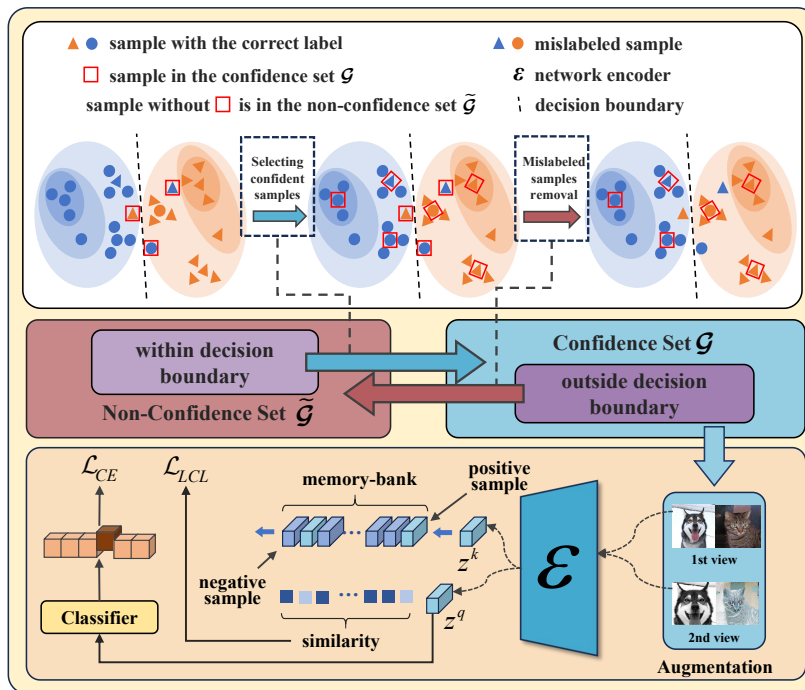 sample with the correct label
mislabeled sample
sample in the confidence set 𝒢
ℰ network encoder
sample without □ is in the non-confidence set 𝒢̃
decision boundary
Selecting
confident
samples
Mislabeled
samples
removal
within decision
boundary
Non-Confidence Set 𝒢̃
Confidence Set 𝒢
outside decision
boundary
ℒCE
ℒLCL
memory-bank
positive
sample
z^k
negative
sample
Classifier
similarity
z^q
ℰ
1st view
2nd view
Augmentation